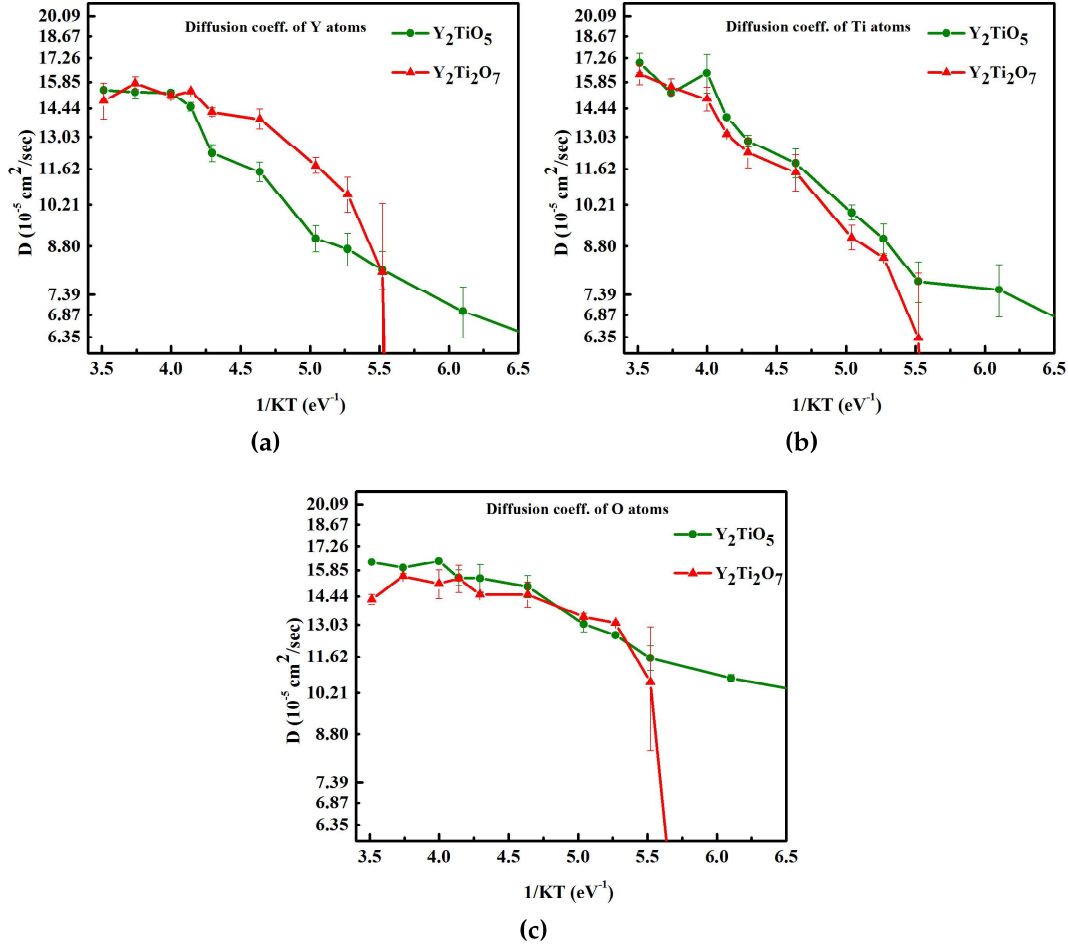 Diffusion coeff. of Y atoms
Y2TiO5
Y2Ti2O7
20.09
18.67
17.26
15.85
14.44
13.03
11.62
10.21
8.80
7.39
6.87
6.35
D (10^-5 cm^2/sec)
3.5 4.0 4.5 5.0 5.5 6.0 6.5
1/KT (eV^-1)
(a)
Diffusion coeff. of Ti atoms
Y2TiO5
Y2Ti2O7
20.09
18.67
17.26
15.85
14.44
13.03
11.62
10.21
8.80
7.39
6.87
6.35
D (10^-5 cm^2/sec)
3.5 4.0 4.5 5.0 5.5 6.0 6.5
1/KT (eV^-1)
(b)
Diffusion coeff. of O atoms
Y2TiO5
Y2Ti2O7
20.09
18.67
17.26
15.85
14.44
13.03
11.62
10.21
8.80
7.39
6.87
6.35
D (10^-5 cm^2/sec)
3.5 4.0 4.5 5.0 5.5 6.0 6.5
1/KT (eV^-1)
(c)